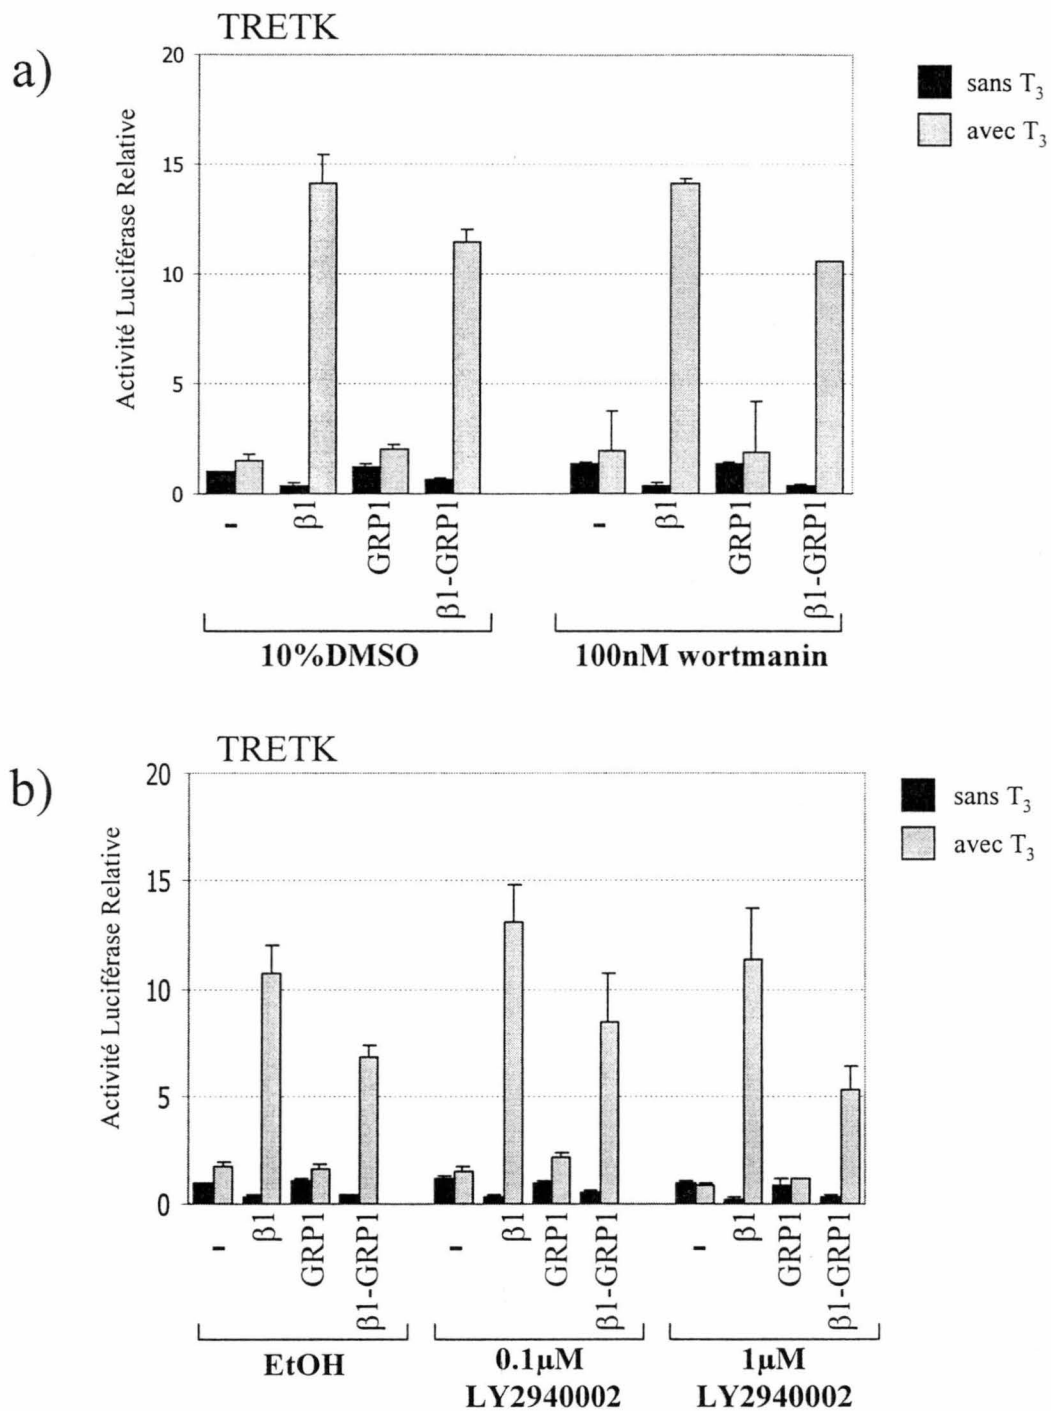 a)
TRETK
20
15
10
5
0
Activité Luciférase Relative
sans T₃
avec T₃
- β1 GRP1 β1-GRP1 - β1 GRP1 β1-GRP1
10%DMSO 100nM wortmanin
b)
TRETK
20
15
10
5
0
Activité Luciférase Relative
sans T₃
avec T₃
- β1 GRP1 β1-GRP1 - β1 GRP1 β1-GRP1 - β1 GRP1 β1-GRP1
EtOH 0.1µM 1µM
LY2940002 LY2940002